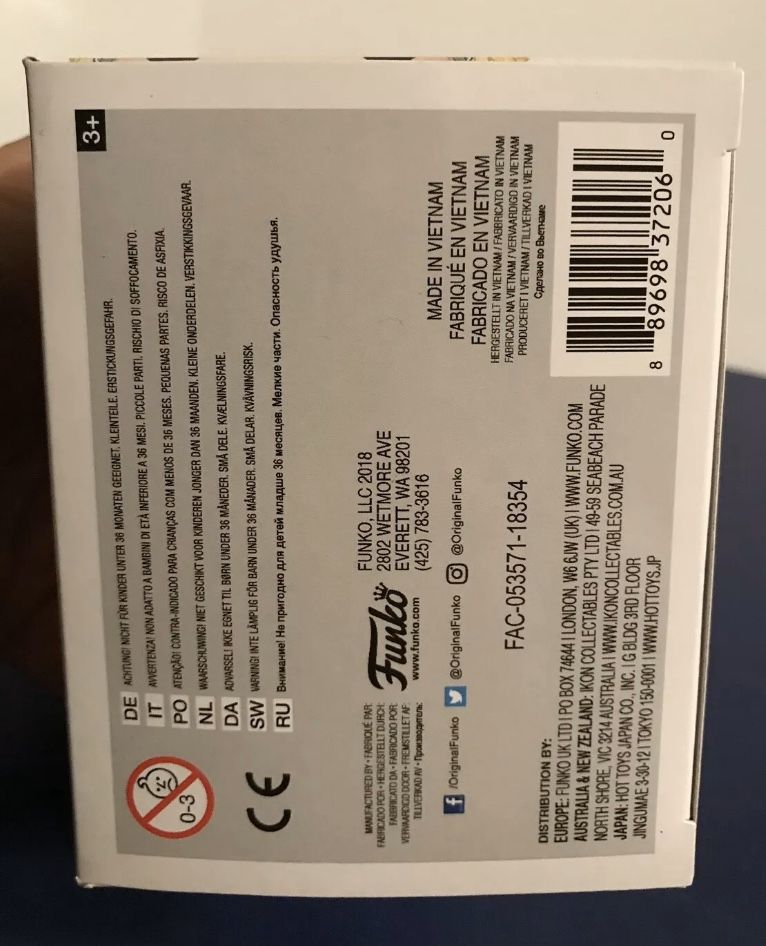 3+
0-3
DE ACHTUNG! NICHT FÜR KINDER UNTER 36 MONATEN GEEIGNET. KLEINTEILE. ERSTICKUNGSGEFAHR.
IT AVVERTENZA! NON ADATTO A BAMBINI DI ETÀ INFERIORE A 36 MESI. PICCOLE PARTI. RISCHIO DI SOFFOCAMENTO.
PO ATENÇÃO! CONTRA-INDICADO PARA CRIANÇAS COM MENOS DE 36 MESES. PEQUENAS PARTES. RISCO DE ASFIXIA.
NL WAARSCHUWING! NIET GESCHIKT VOOR KINDEREN JONGER DAN 36 MAANDEN. KLEINE ONDERDELEN. VERSTIKKINGSGEVAAR.
DA ADVARSEL! IKKE EGNET TIL BØRN UNDER 36 MÅNEDER. SMÅ DELE. KVÆLNINGSFARE.
SW VARNING! INTE LÄMPLIG FÖR BARN UNDER 36 MÅNADER. SMÅ DELAR. KVÄVNINGSRISK.
RU Внимание! Не пригодно для детей младше 36 месяцев. Мелкие части. Опасность удушья.
CE
MANUFACTURED BY • FABRIQUÉ PAR:
FABRICADO POR • HERGESTELLT DURCH:
FABBRICATO DA • FABRICADO POR:
VERVAARDIGD DOOR • FREMSTILLET AF:
TILLVERKAD AV • Производитель:
Funko
www.funko.com
FUNKO, LLC 2018
2802 WETMORE AVE
EVERETT, WA 98201
(425) 783-3616
/OriginalFunko @OriginalFunko @OriginalFunko
MADE IN VIETNAM
FABRIQUÉ EN VIETNAM
FABRICADO EN VIETNAM
HERGESTELLT IN VIETNAM / FABBRICATO IN VIETNAM
FABRICADO NA VIETNAM / VERVAARDIGD IN VIETNAM
PRODUCERET I VIETNAM / TILLVERKAD I VIETNAM
Сделано во Вьетнаме
FAC-053571-18354
DISTRIBUTION BY:
EUROPE: FUNKO UK LTD I PO BOX 74644 I LONDON, W6 6JW (UK) I WWW.FUNKO.COM
AUSTRALIA & NEW ZEALAND: IKON COLLECTABLES PTY LTD I 49-59 SEABEACH PARADE
NORTH SHORE, VIC 3214 AUSTRALIA I WWW.IKONCOLLECTABLES.COM.AU
JAPAN: HOT TOYS JAPAN CO., INC. I G BLDG 3RD FLOOR
JINGUMAE 3-30-12 I TOKYO 150-0001 I WWW.HOTTOYS.JP
8 89698 37206 0